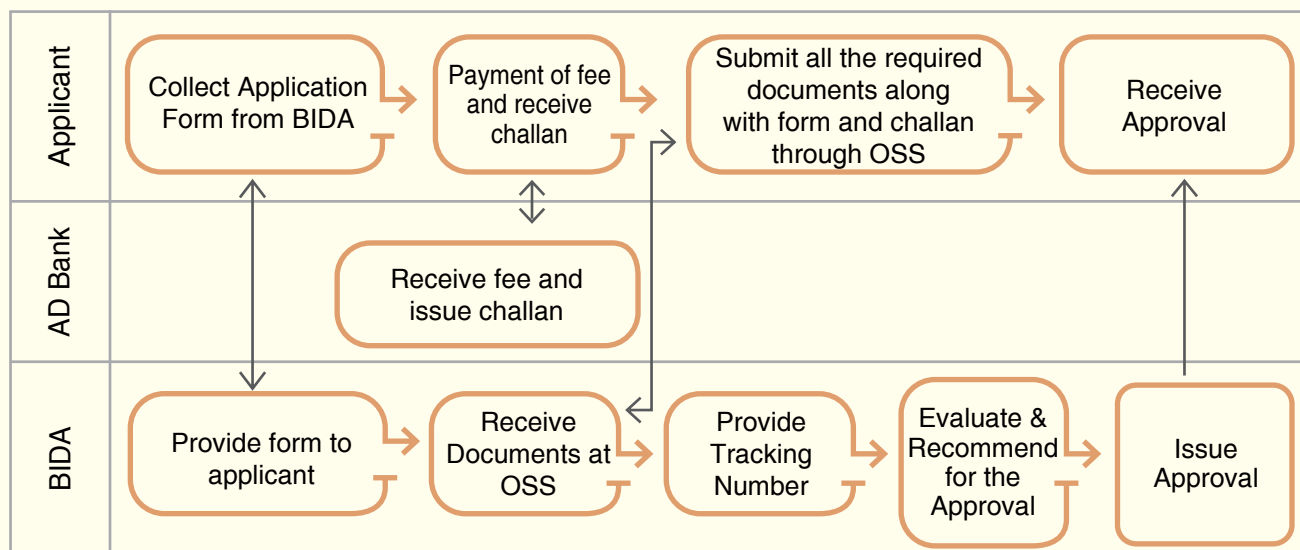 Applicant
Collect Application
Form from BIDA
Payment of fee
and receive
challan
Submit all the required
documents along
with form and challan
through OSS
Receive
Approval
AD Bank
Receive fee and
issue challan
BIDA
Provide form to
applicant
Receive
Documents at
OSS
Provide
Tracking
Number
Evaluate &
Recommend
for the
Approval
Issue
Approval